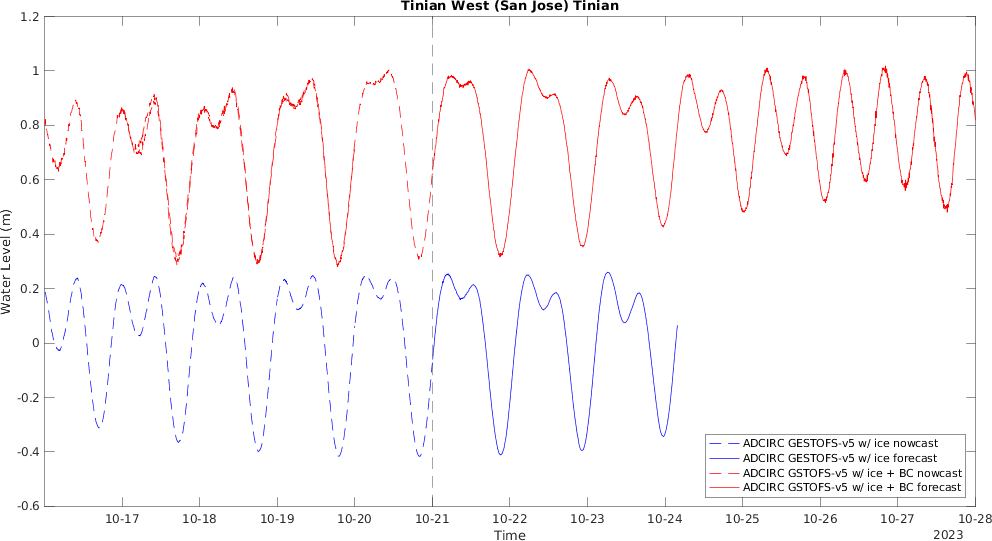 Tinian West (San Jose) Tinian
1.2
1
0.8
0.6
0.4
0.2
0
-0.2
-0.4
-0.6
Water Level (m)
ADCIRC GESTOFS-v5 w/ ice nowcast
ADCIRC GESTOFS-v5 w/ ice forecast
ADCIRC GSTOFS-v5 w/ ice + BC nowcast
ADCIRC GSTOFS-v5 w/ ice + BC forecast
10-17 10-18 10-19 10-20 10-21 10-22 10-23 10-24 10-25 10-26 10-27 10-28
Time
2023